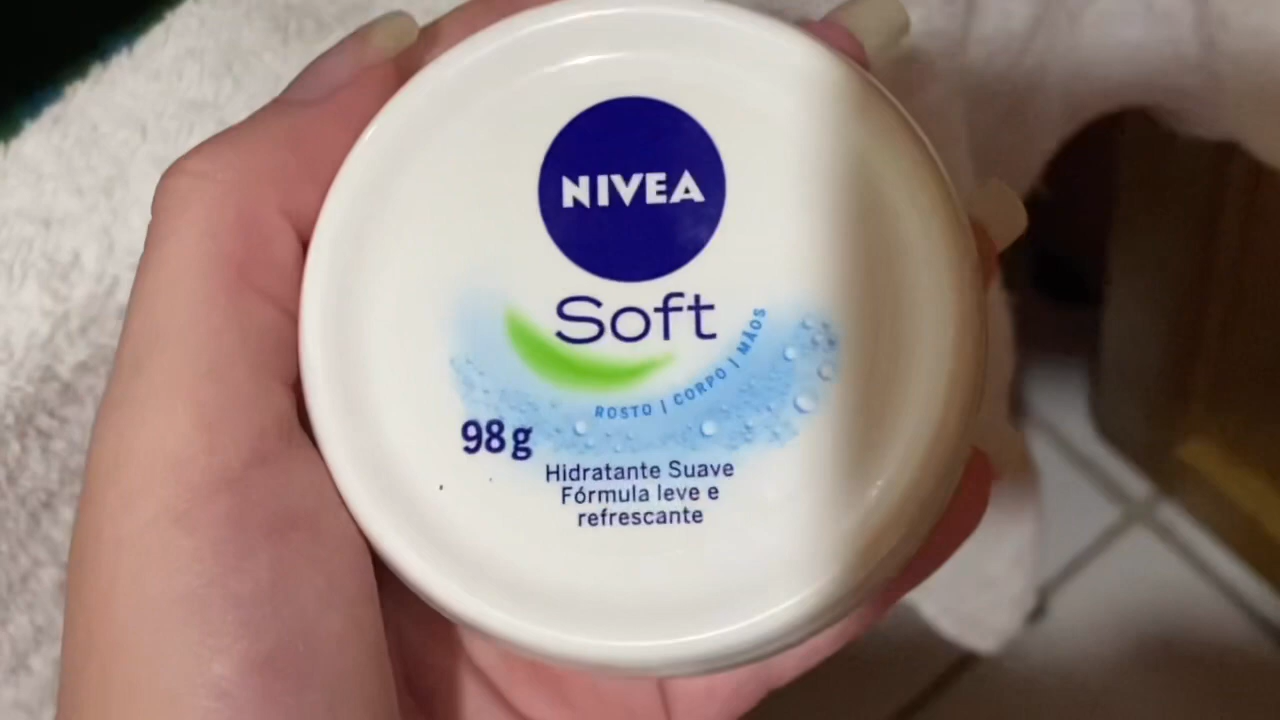 NIVEA
Soft
ROSTO | CORPO | MÃOS
98g
Hidratante Suave
Fórmula leve e
refrescante